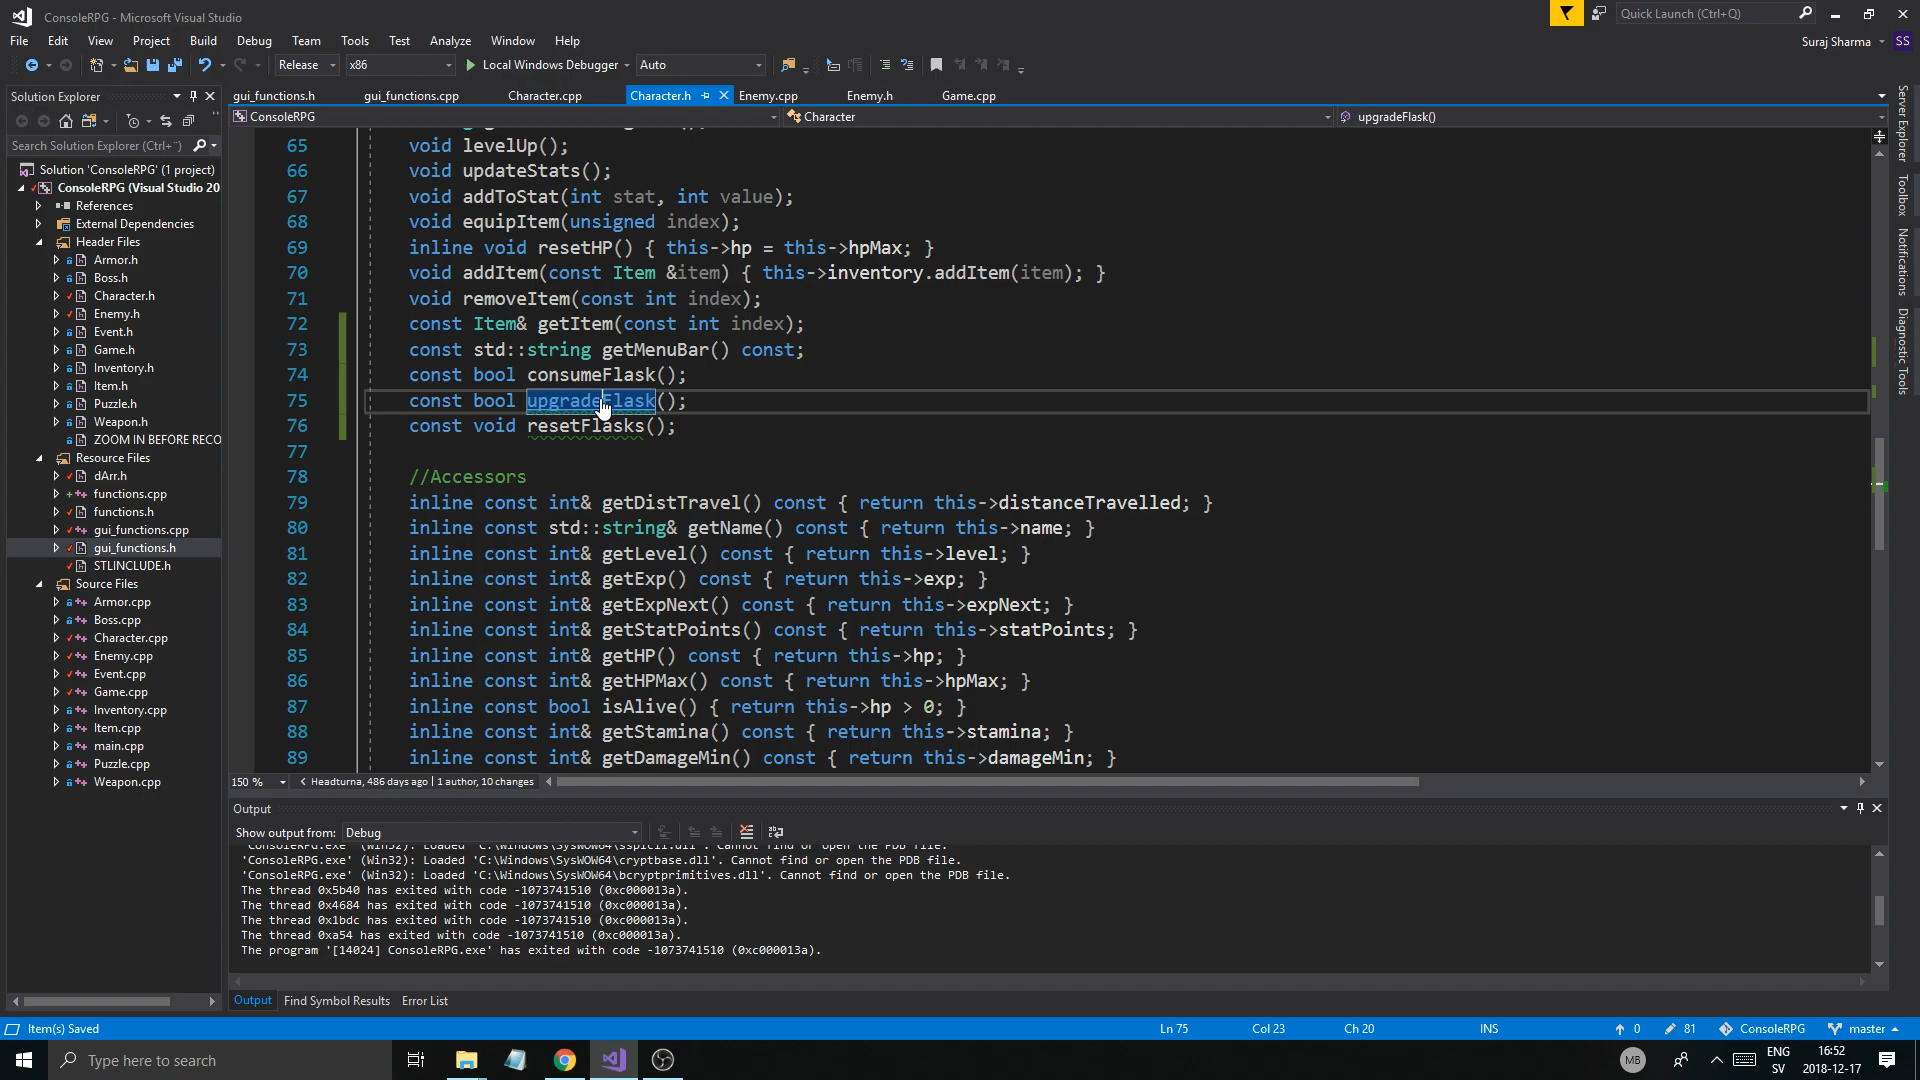 ConsoleRPG - Microsoft Visual Studio
Quick Launch (Ctrl+Q)
File Edit View Project Build Debug Team Tools Test Analyze Window Help
Suraj Sharma
SS
Release
x86
Local Windows Debugger
Auto
Solution Explorer
gui_functions.h
gui_functions.cpp
Character.cpp
Character.h
Enemy.cpp
Enemy.h
Game.cpp
ConsoleRPG
Character
upgradeFlask()
Search Solution Explorer (Ctrl+¨)
Solution 'ConsoleRPG' (1 project)
ConsoleRPG (Visual Studio 20
References
External Dependencies
Header Files
Armor.h
Boss.h
Character.h
Enemy.h
Event.h
Game.h
Inventory.h
Item.h
Puzzle.h
Weapon.h
ZOOM IN BEFORE RECO
Resource Files
dArr.h
functions.cpp
functions.h
gui_functions.cpp
gui_functions.h
STLINCLUDE.h
Source Files
Armor.cpp
Boss.cpp
Character.cpp
Enemy.cpp
Event.cpp
Game.cpp
Inventory.cpp
Item.cpp
main.cpp
Puzzle.cpp
Weapon.cpp
65 void levelUp();
66 void updateStats();
67 void addToStat(int stat, int value);
68 void equipItem(unsigned index);
69 inline void resetHP() { this->hp = this->hpMax; }
70 void addItem(const Item &item) { this->inventory.addItem(item); }
71 void removeItem(const int index);
72 const Item& getItem(const int index);
73 const std::string getMenuBar() const;
74 const bool consumeFlask();
75 const bool upgradeFlask();
76 const void resetFlasks();
77
78 //Accessors
79 inline const int& getDistTravel() const { return this->distanceTravelled; }
80 inline const std::string& getName() const { return this->name; }
81 inline const int& getLevel() const { return this->level; }
82 inline const int& getExp() const { return this->exp; }
83 inline const int& getExpNext() const { return this->expNext; }
84 inline const int& getStatPoints() const { return this->statPoints; }
85 inline const int& getHP() const { return this->hp; }
86 inline const int& getHPMax() const { return this->hpMax; }
87 inline const bool isAlive() { return this->hp > 0; }
88 inline const int& getStamina() const { return this->stamina; }
89 inline const int& getDamageMin() const { return this->damageMin; }
Server Explorer
Toolbox
Notifications
Diagnostic Tools
150 %
Headturna, 486 days ago | 1 author, 10 changes
Output
Show output from: Debug
'ConsoleRPG.exe' (Win32): Loaded 'C:\Windows\SysWOW64\sspicli.dll'. Cannot find or open the PDB file.
'ConsoleRPG.exe' (Win32): Loaded 'C:\Windows\SysWOW64\cryptbase.dll'. Cannot find or open the PDB file.
'ConsoleRPG.exe' (Win32): Loaded 'C:\Windows\SysWOW64\bcryptprimitives.dll'. Cannot find or open the PDB file.
The thread 0x5b40 has exited with code -1073741510 (0xc000013a).
The thread 0x4684 has exited with code -1073741510 (0xc000013a).
The thread 0x1bdc has exited with code -1073741510 (0xc000013a).
The thread 0xa54 has exited with code -1073741510 (0xc000013a).
The program '[14024] ConsoleRPG.exe' has exited with code -1073741510 (0xc000013a).
Output Find Symbol Results Error List
Item(s) Saved
Ln 75
Col 23
Ch 20
INS
0
81
ConsoleRPG
master
Type here to search
MB
ENG
SV
16:52
2018-12-17